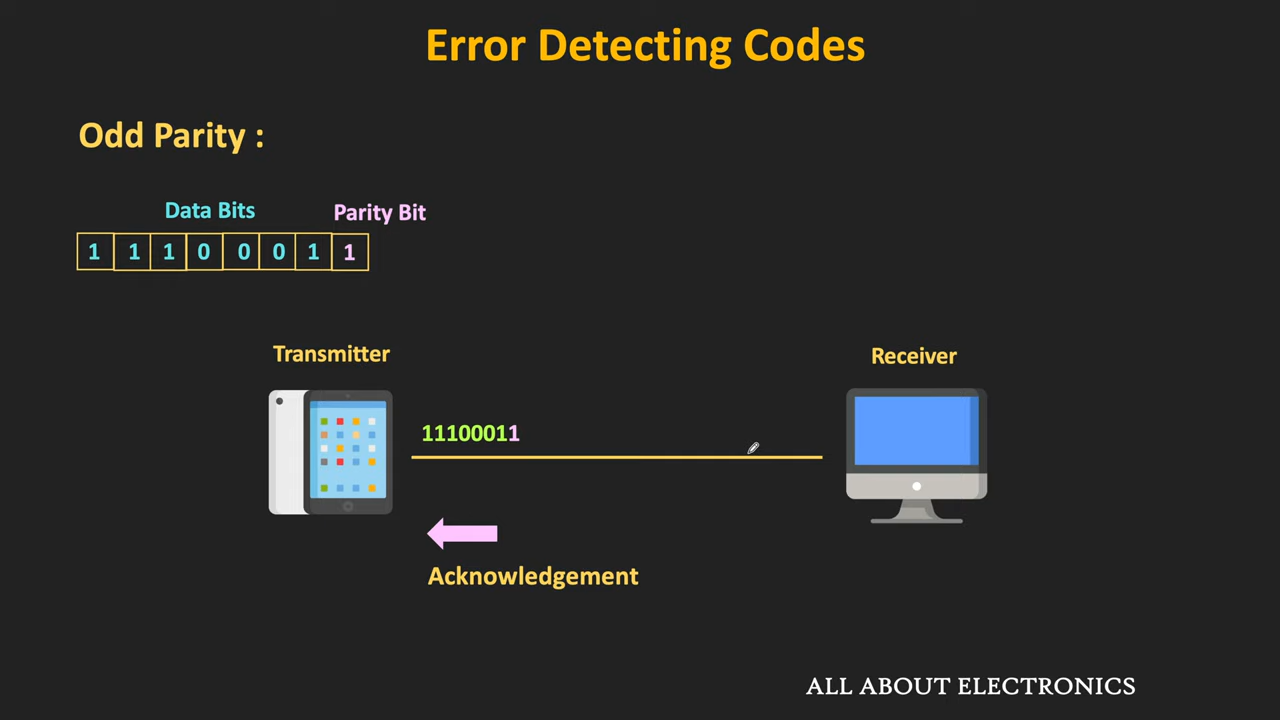 Error Detecting Codes
Odd Parity :
Data Bits
Parity Bit
1 1 1 0 0 0 1 1
Transmitter
Receiver
11100011
Acknowledgement
ALL ABOUT ELECTRONICS